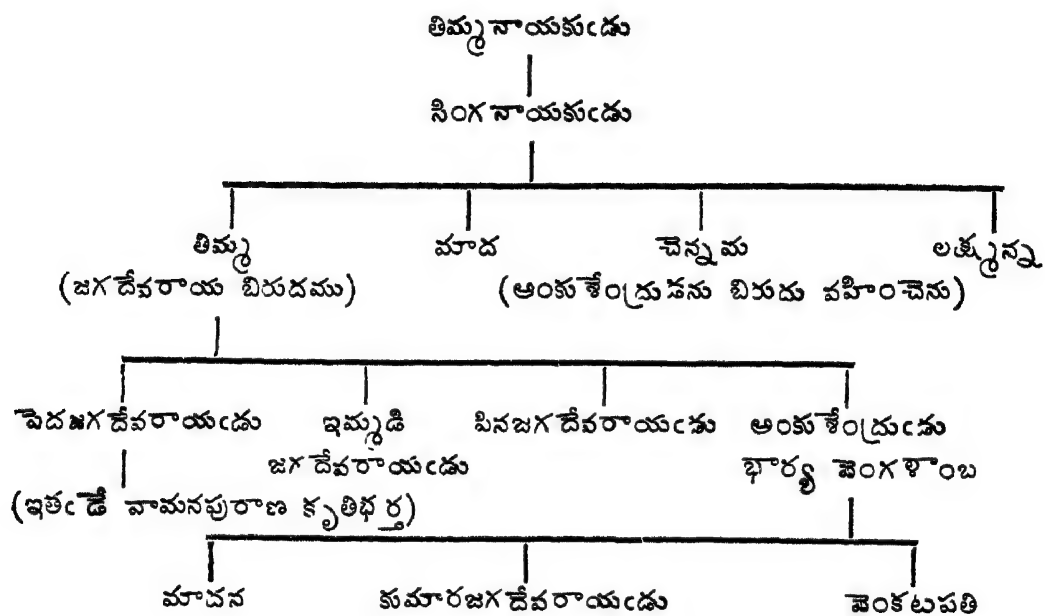 తిమ్మనాయకుఁడు
సింగనాయకుఁడు
తిమ్మ మాద చెన్నమ లక్ష్మన్న
(జగదేవరాయ బిరుదము) (అంకుశేంద్రుడను బిరుదు వహించెను)
పెదజగదేవరాయఁడు ఇమ్మడి పినజగదేవరాయఁడు అంకుశేంద్రుఁడు
జగదేవరాయఁడు భార్య వెంగళాంబ
(ఇతఁడే వామనపురాణ కృతిభర్త)
మాదన కుమారజగదేవరాయఁడు వెంకటపతి